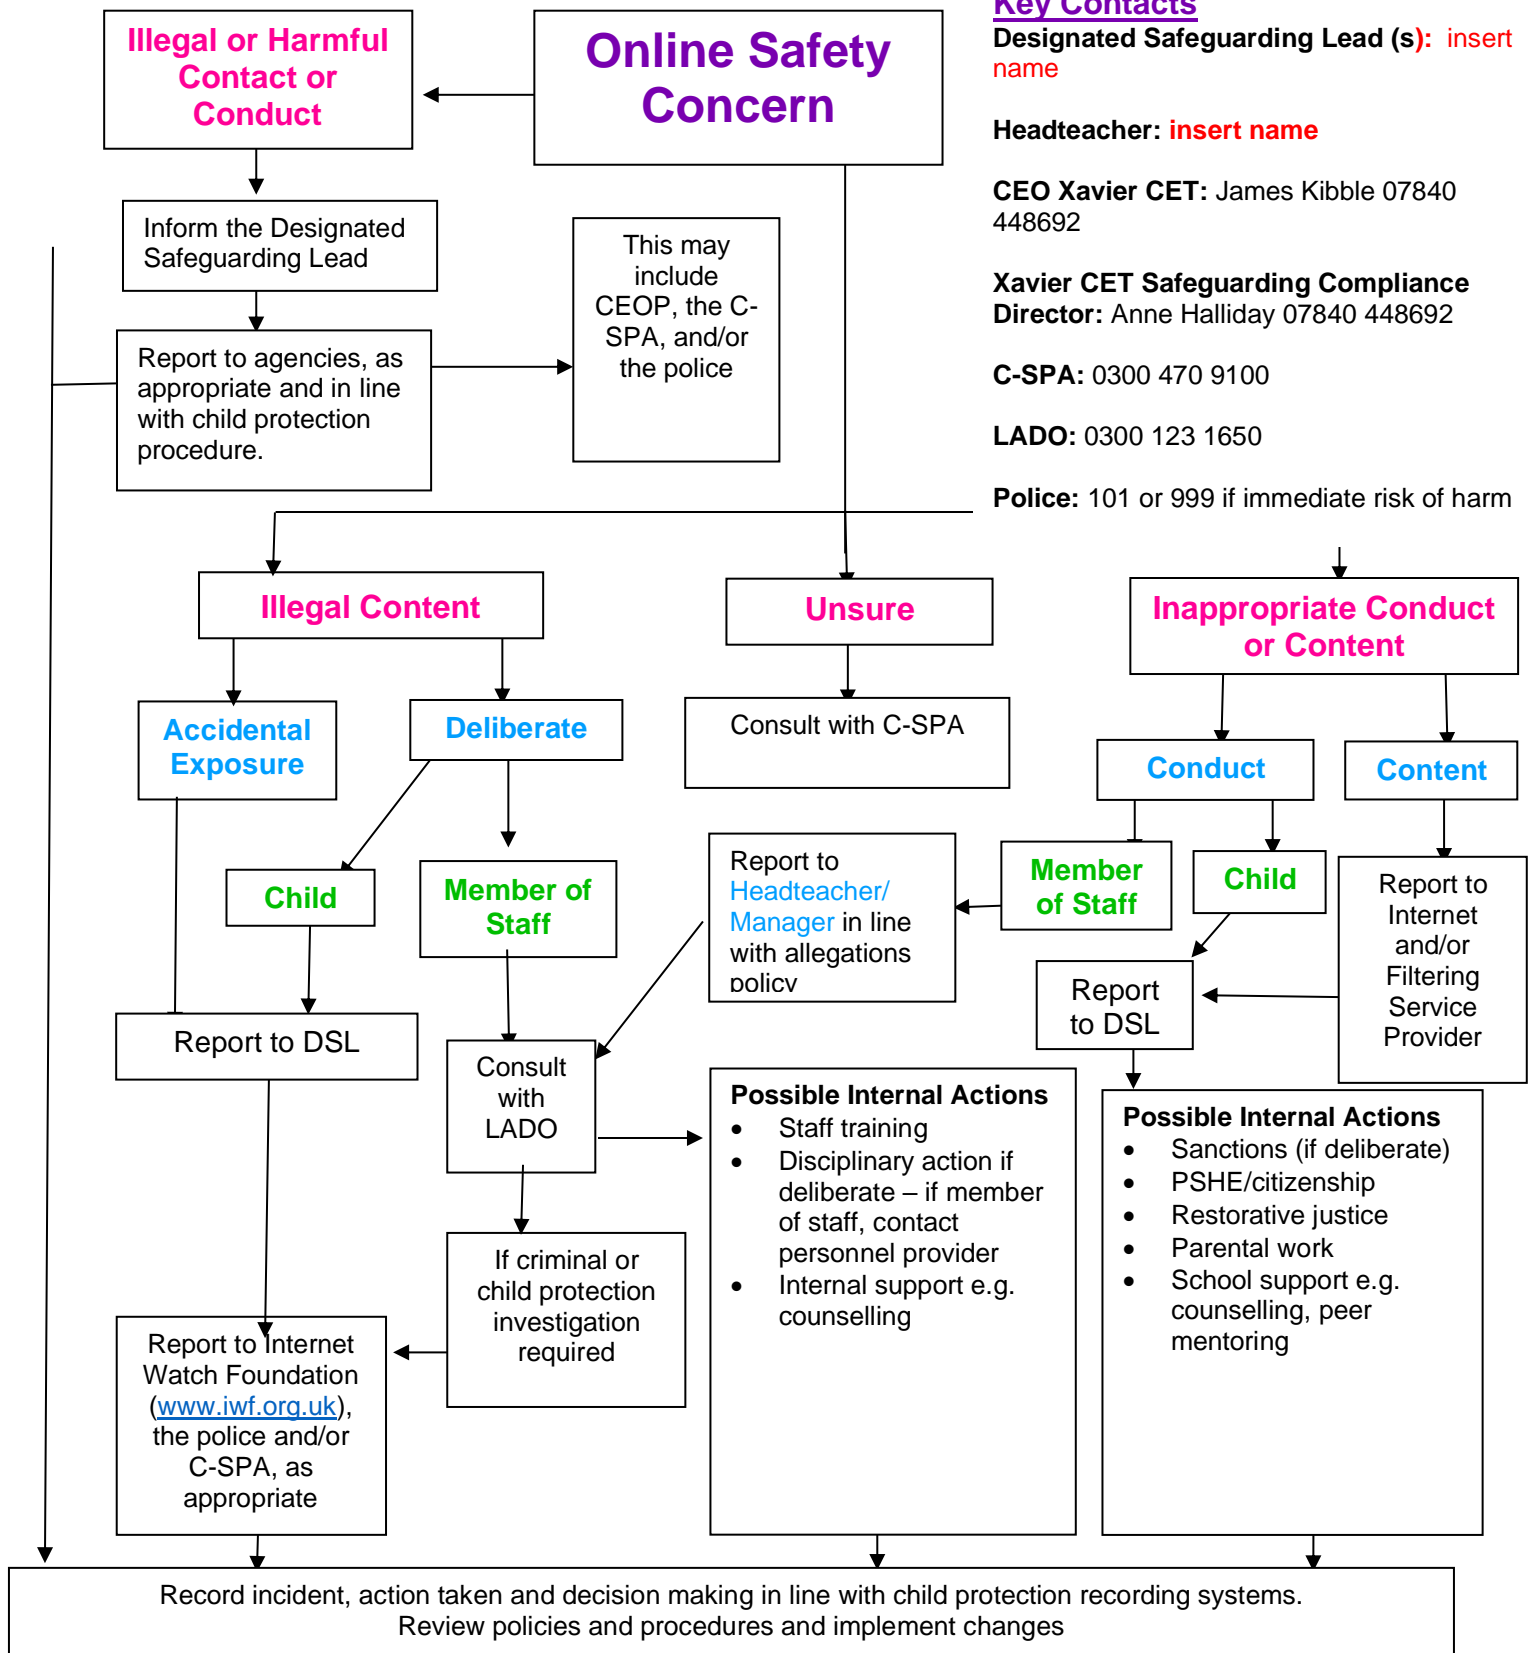 Illegal or Harmful
Contact or
Conduct
Online Safety
Concern
Key Contacts
Designated Safeguarding Lead (s): insert
name
Headteacher: insert name
CEO Xavier CET: James Kibble 07840
448692
Xavier CET Safeguarding Compliance
Director: Anne Halliday 07840 448692
C-SPA: 0300 470 9100
LADO: 0300 123 1650
Police: 101 or 999 if immediate risk of harm
Inform the Designated
Safeguarding Lead
This may
include
CEOP, the C-
SPA, and/or
the police
Report to agencies, as
appropriate and in line
with child protection
procedure.
Illegal Content
Unsure
Inappropriate Conduct
or Content
Accidental
Exposure
Deliberate
Consult with C-SPA
Conduct
Content
Child
Member of
Staff
Report to
Headteacher/
Manager in line
with allegations
policy
Member
of Staff
Child
Report to
Internet
and/or
Filtering
Service
Provider
Report to DSL
Consult
with
LADO
Report
to DSL
Possible Internal Actions
• Staff training
• Disciplinary action if
deliberate – if member
of staff, contact
personnel provider
• Internal support e.g.
counselling
Possible Internal Actions
• Sanctions (if deliberate)
• PSHE/citizenship
• Restorative justice
• Parental work
• School support e.g.
counselling, peer
mentoring
If criminal or
child protection
investigation
required
Report to Internet
Watch Foundation
(www.iwf.org.uk),
the police and/or
C-SPA, as
appropriate
Record incident, action taken and decision making in line with child protection recording systems.
Review policies and procedures and implement changes